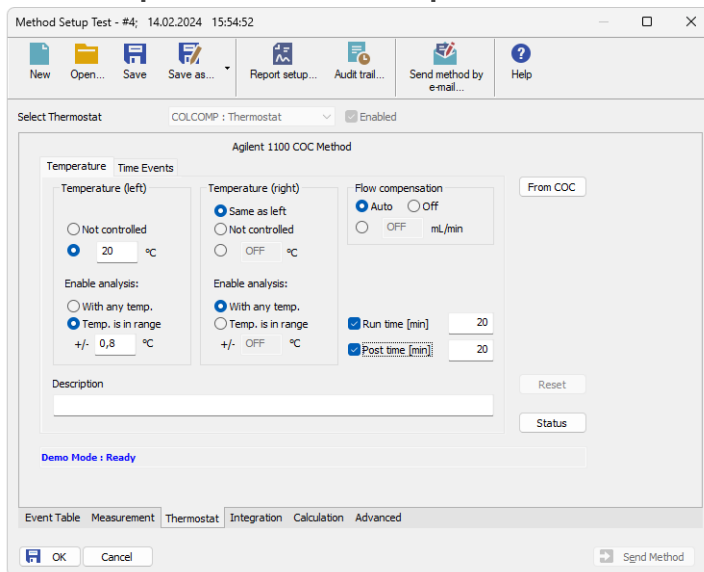 Method Setup Test - #4; 14.02.2024 15:54:52
New Open... Save Save as... Report setup... Audit trail... Send method by e-mail... Help
Select Thermostat COLCOMP : Thermostat Enabled
Agilent 1100 COC Method
Temperature Time Events
Temperature (left) Temperature (right) Flow compensation From COC
Same as left Auto Off
Not controlled Not controlled OFF mL/min
20 ºC OFF ºC
Enable analysis: Enable analysis:
With any temp. With any temp.
Temp. is in range Temp. is in range Run time [min] 20
+/- 0,8 ºC +/- OFF ºC Post time [min] 20
Description Reset
Status
Demo Mode : Ready
Event Table Measurement Thermostat Integration Calculation Advanced
OK Cancel Send Method